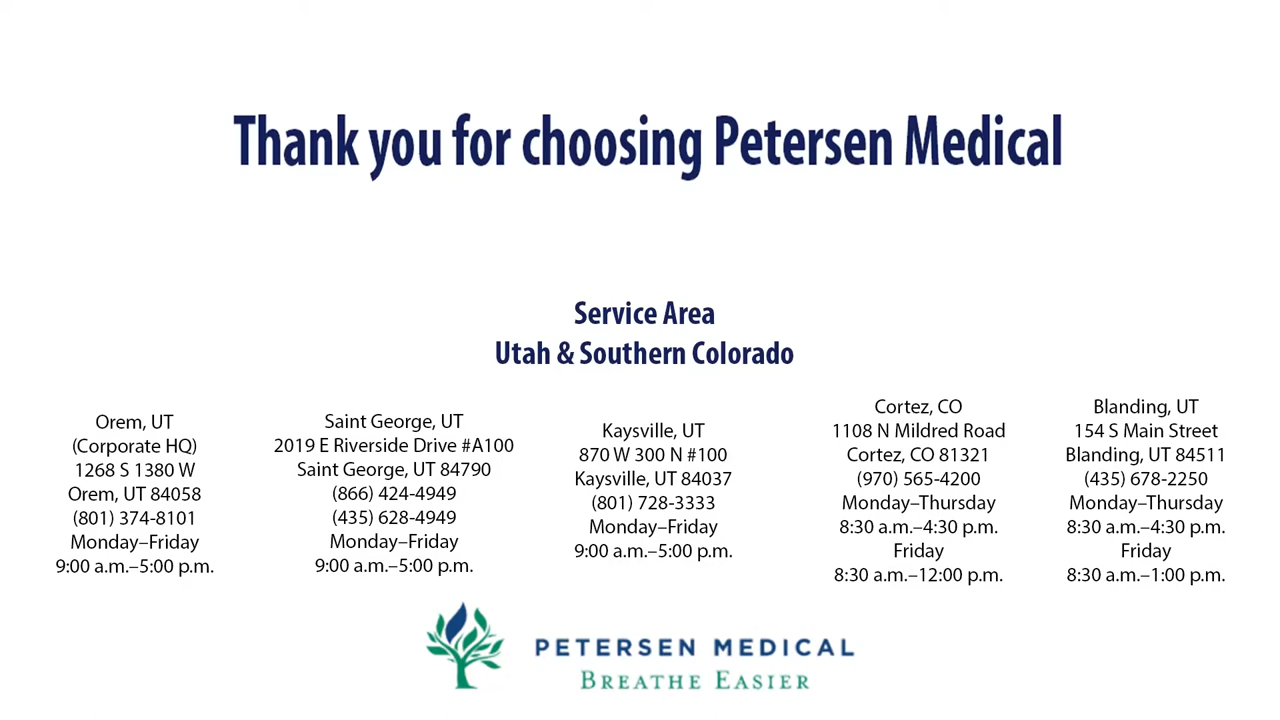 Thank you for choosing Petersen Medical
Service Area
Utah & Southern Colorado
Orem, UT
(Corporate HQ)
1268 S 1380 W
Orem, UT 84058
(801) 374-8101
Monday–Friday
9:00 a.m.–5:00 p.m.
Saint George, UT
2019 E Riverside Drive #A100
Saint George, UT 84790
(866) 424-4949
(435) 628-4949
Monday–Friday
9:00 a.m.–5:00 p.m.
Kaysville, UT
870 W 300 N #100
Kaysville, UT 84037
(801) 728-3333
Monday–Friday
9:00 a.m.–5:00 p.m.
Cortez, CO
1108 N Mildred Road
Cortez, CO 81321
(970) 565-4200
Monday–Thursday
8:30 a.m.–4:30 p.m.
Friday
8:30 a.m.–12:00 p.m.
Blanding, UT
154 S Main Street
Blanding, UT 84511
(435) 678-2250
Monday–Thursday
8:30 a.m.–4:30 p.m.
Friday
8:30 a.m.–1:00 p.m.
PETERSEN MEDICAL
BREATHE EASIER